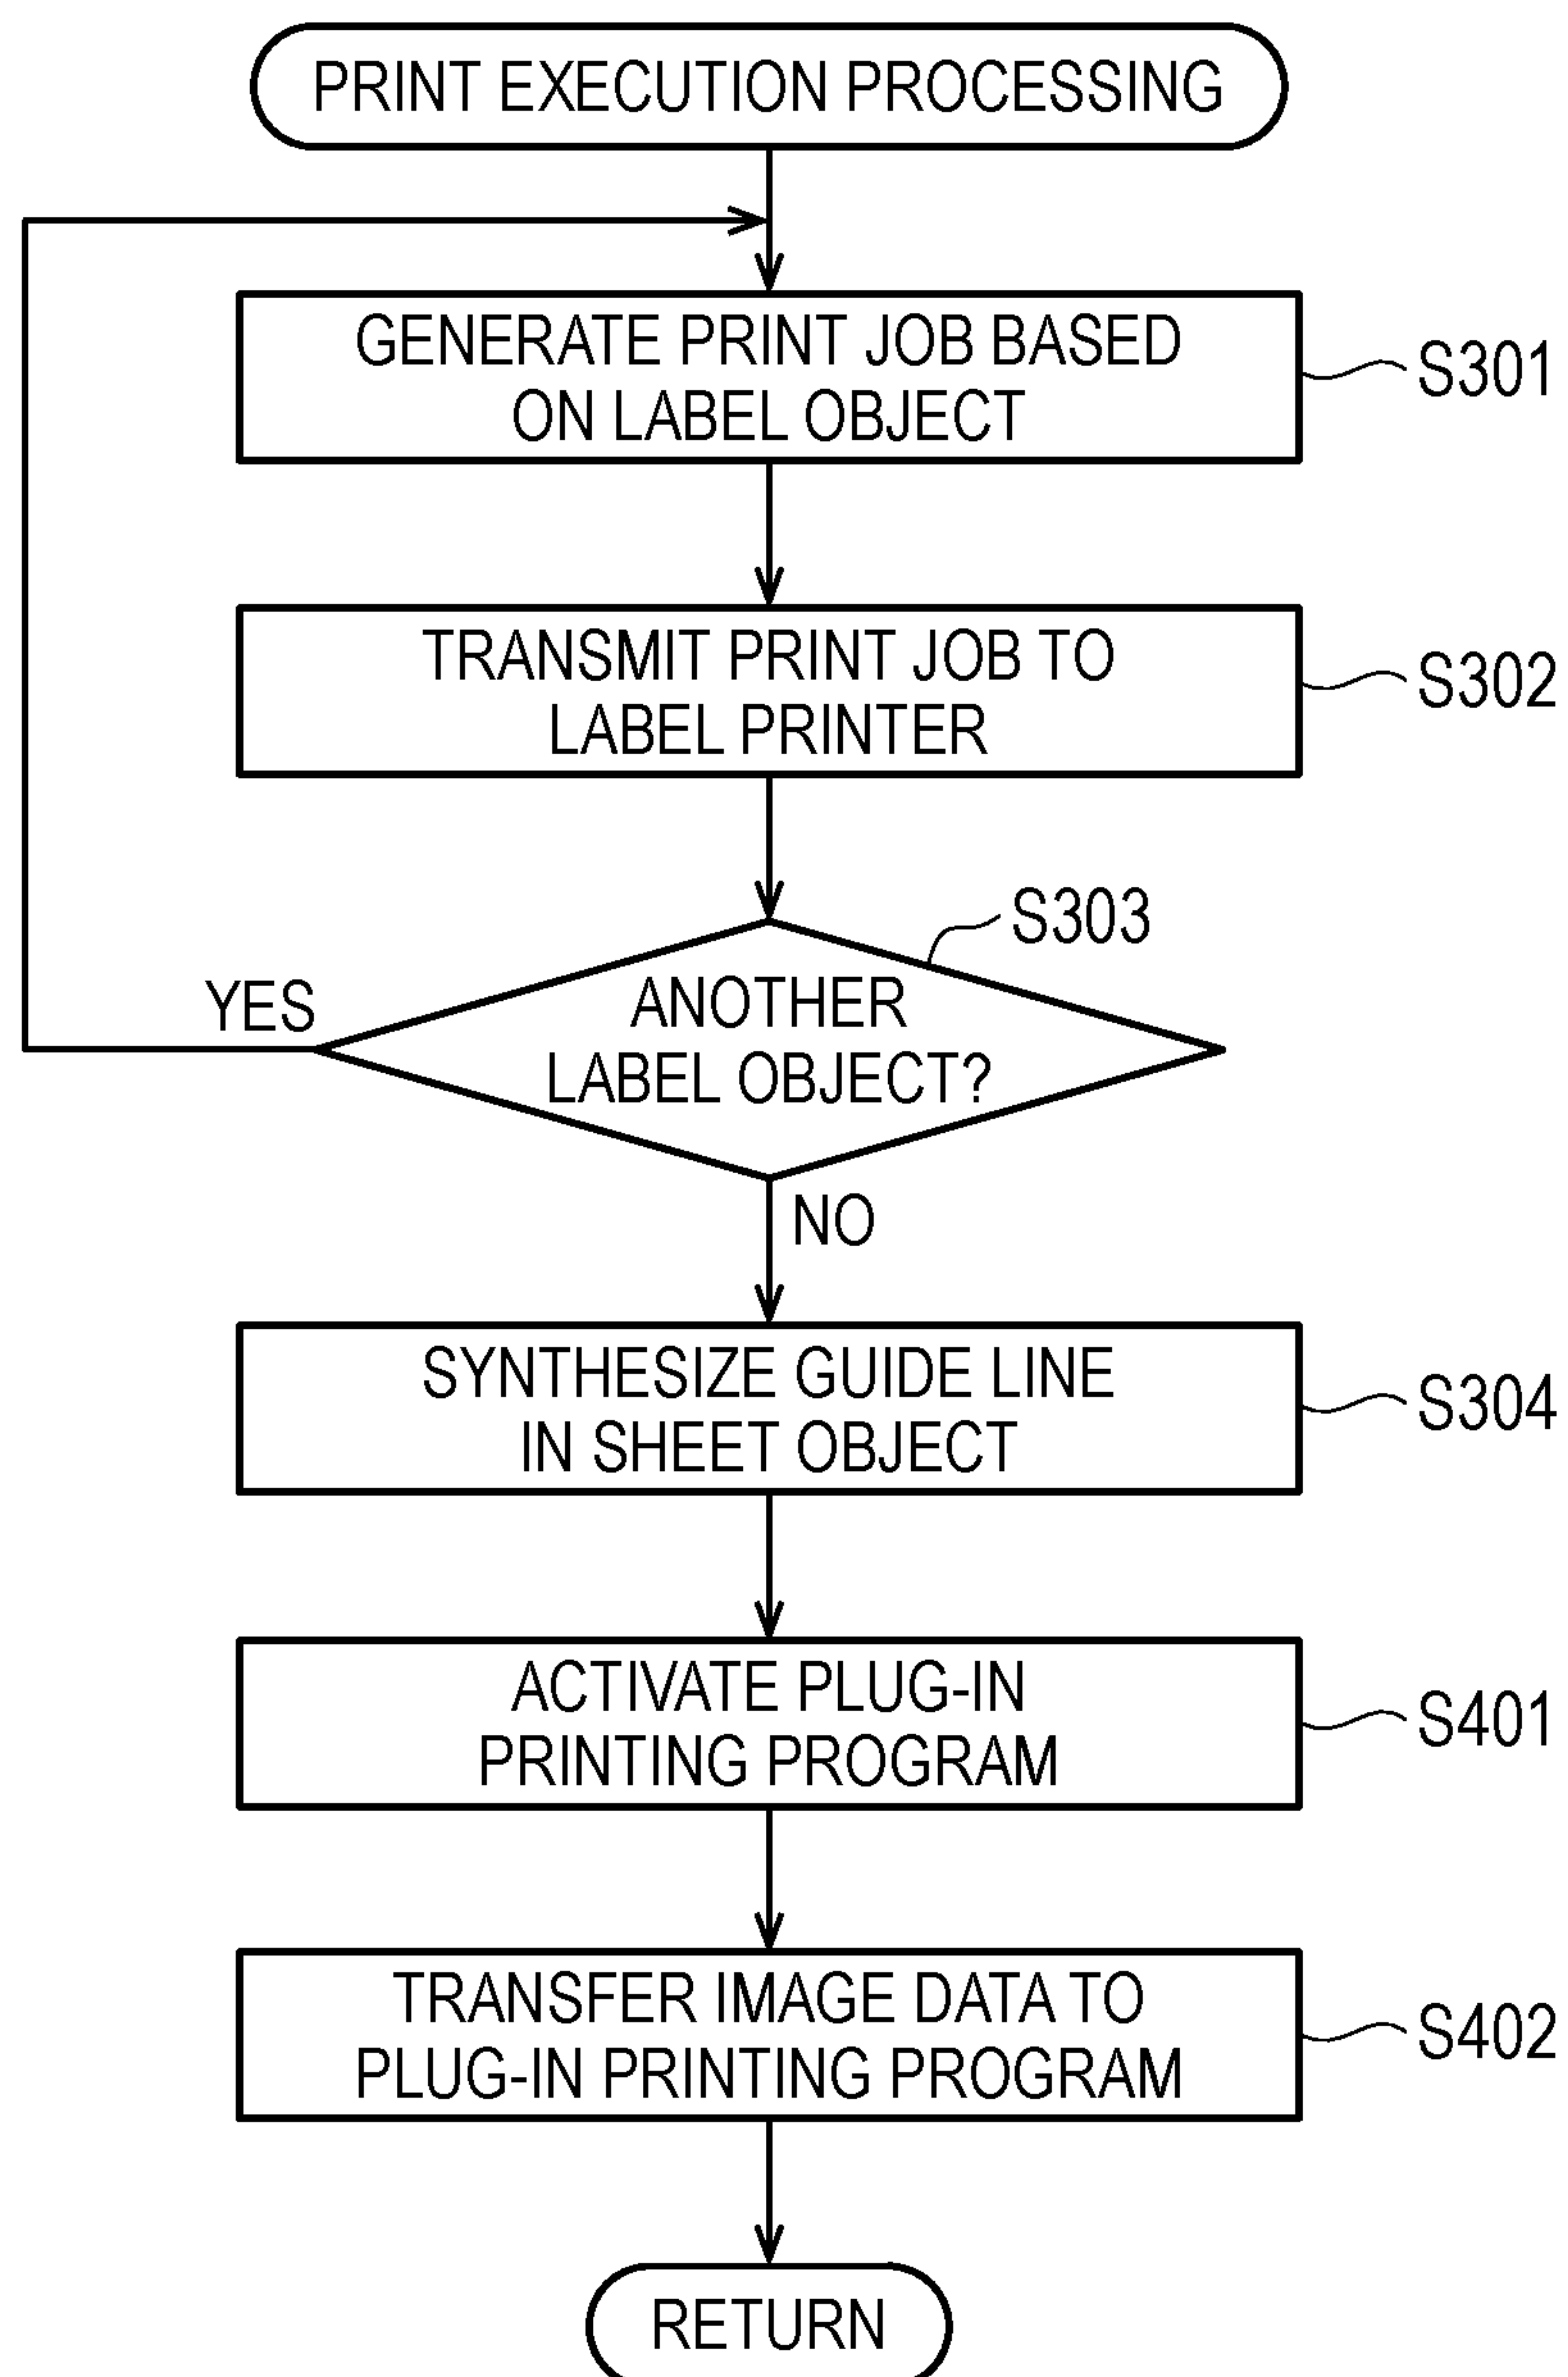 PRINT EXECUTION PROCESSING
GENERATE PRINT JOB BASED
ON LABEL OBJECT
S301
TRANSMIT PRINT JOB TO
LABEL PRINTER
S302
S303
ANOTHER
LABEL OBJECT?
YES
NO
SYNTHESIZE GUIDE LINE
IN SHEET OBJECT
S304
ACTIVATE PLUG-IN
PRINTING PROGRAM
S401
TRANSFER IMAGE DATA TO
PLUG-IN PRINTING PROGRAM
S402
RETURN